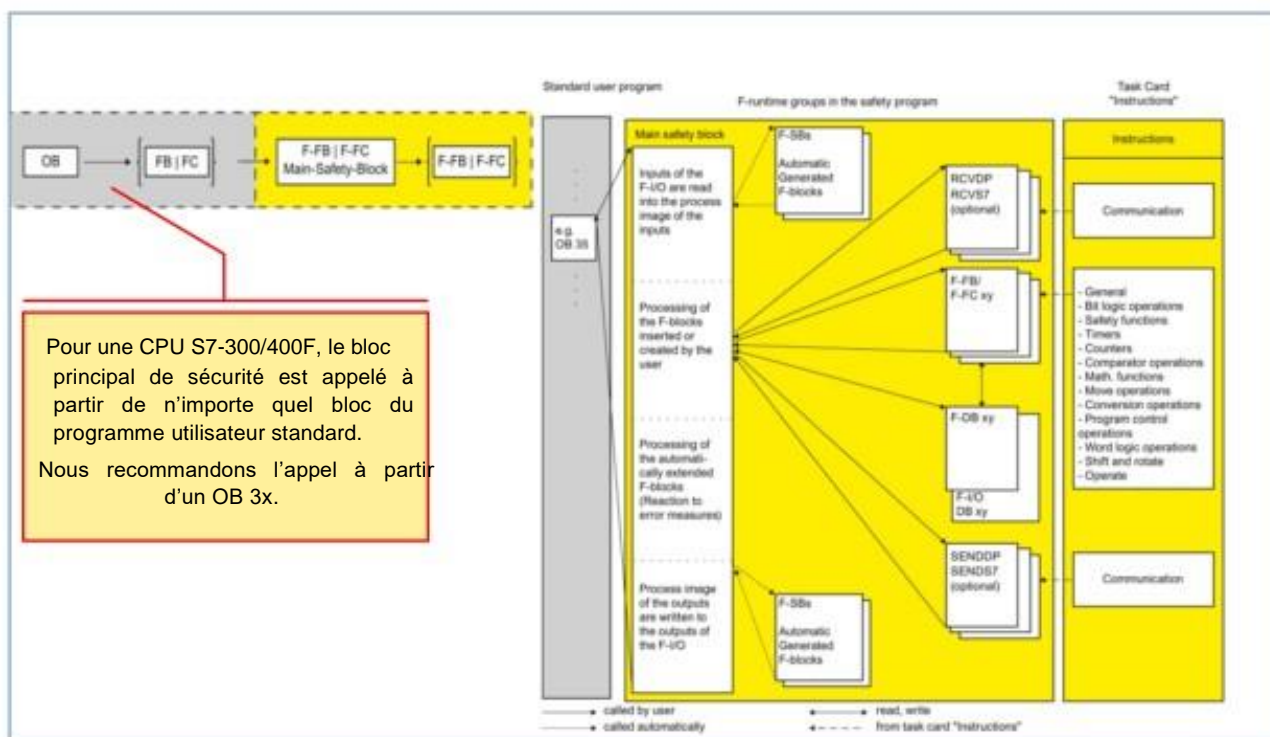 Standard user program
F-runtime groups in the safety program
Task Card
"Instructions"
OB
FB | FC
F-FB | F-FC
Main-Safety-Block
F-FB | F-FC
Pour une CPU S7-300/400F, le bloc
principal de sécurité est appelé à
partir de n’importe quel bloc du
programme utilisateur standard.
Nous recommandons l’appel à partir
d’un OB 3x.
e.g.
OB 35
Main safety block
Inputs of the
F-I/O are read
into the process
image of the
inputs
Processing of
the F-blocks
inserted or
created by the
user
Processing of
the automati-
cally extended
F-blocks
(Reaction to
error measures)
Process image
of the outputs
are written to
the outputs of
the F-I/O
F-SBs
Automatic
Generated
F-blocks
F-SBs
Automatic
Generated
F-blocks
RCVDP
RCVS7
(optional)
F-FB/
F-FC xy
F-DB xy
F-I/O
DB xy
SENDDP
SENDS7
(optional)
Instructions
Communication
- General
- Bit logic operations
- Safety functions
- Timers
- Counters
- Comparator operations
- Math. functions
- Move operations
- Conversion operations
- Program control
operations
- Word logic operations
- Shift and rotate
- Operate
Communication
called by user
called automatically
read, write
from task card "Instructions"